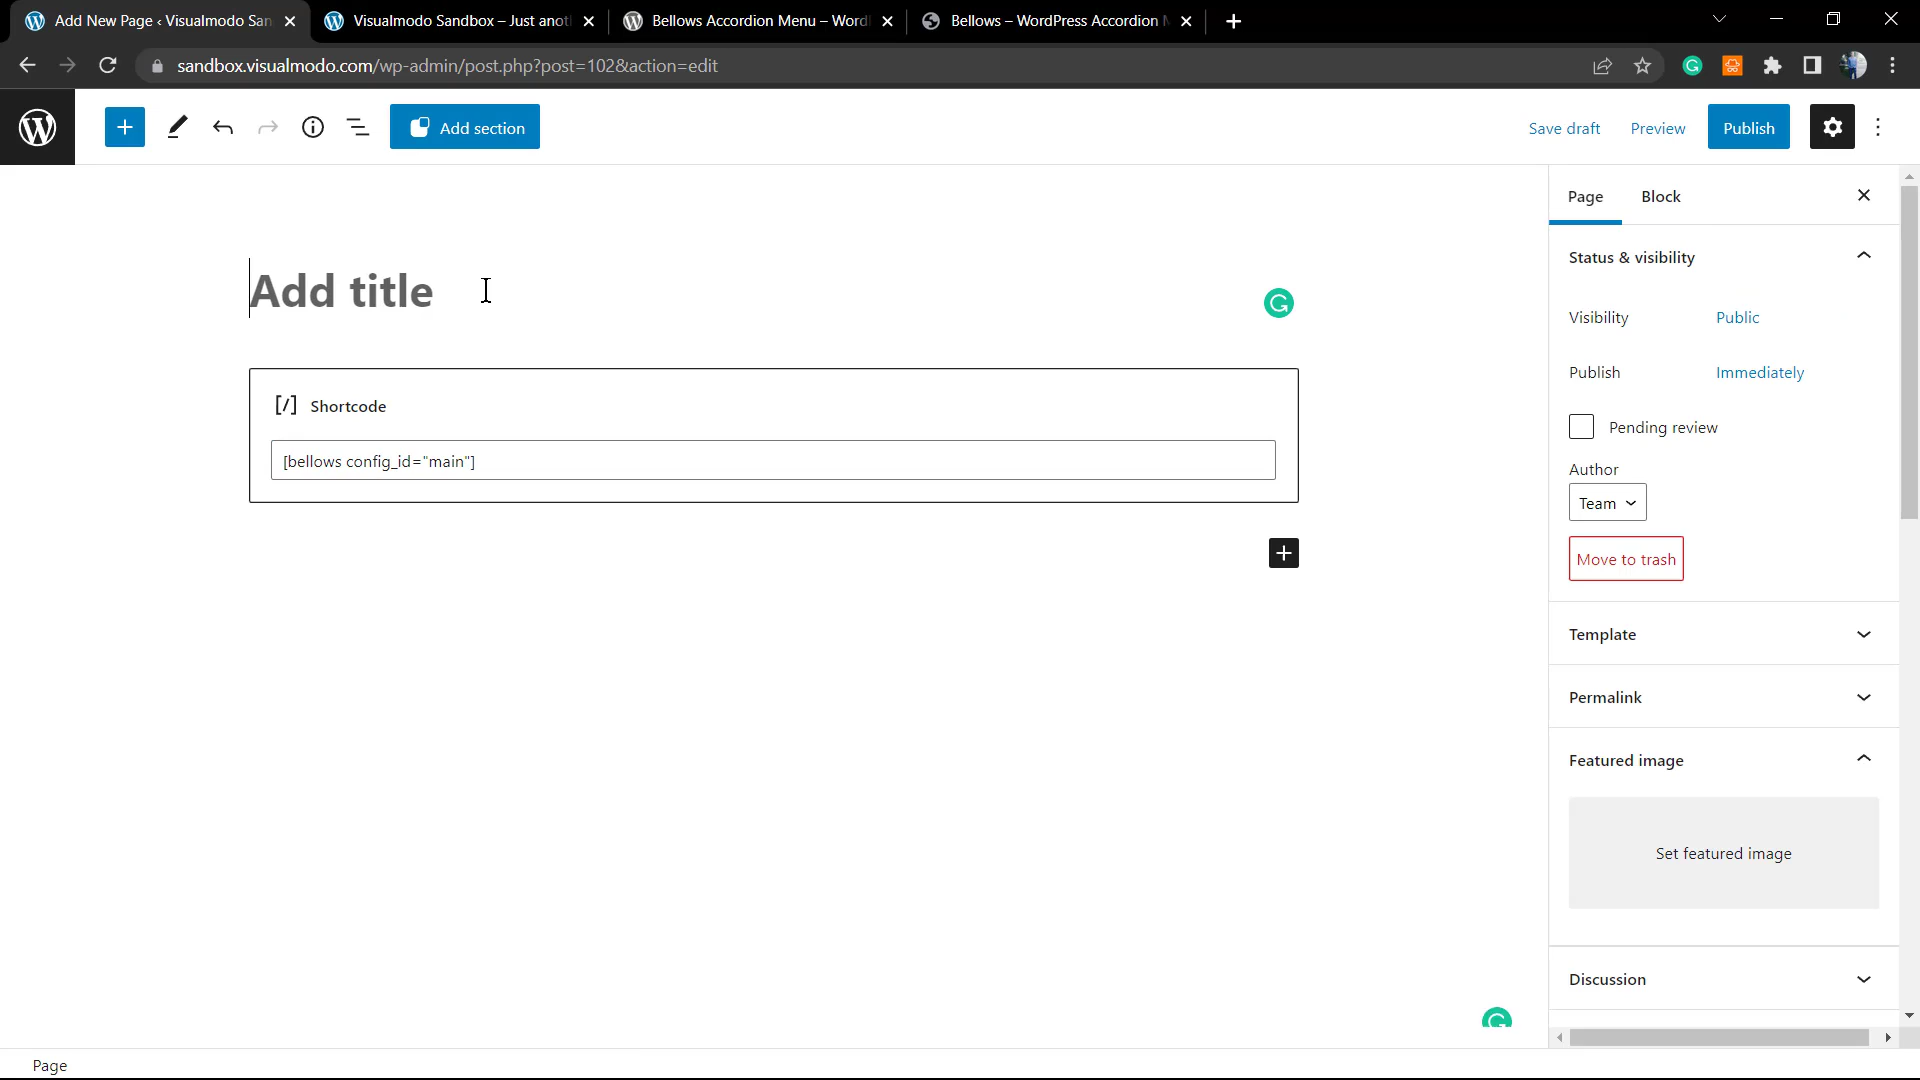 Add New Page ‹ Visualmodo San
Visualmodo Sandbox – Just anot
Bellows Accordion Menu – Word
Bellows – WordPress Accordion M
sandbox.visualmodo.com/wp-admin/post.php?post=102&action=edit
Add section
Save draft
Preview
Publish
Page
Block
Status & visibility
Add title
Visibility
Public
Publish
Immediately
[/] Shortcode
Pending review
[bellows config_id="main"]
Author
Team
Move to trash
Template
Permalink
Featured image
Set featured image
Discussion
Page